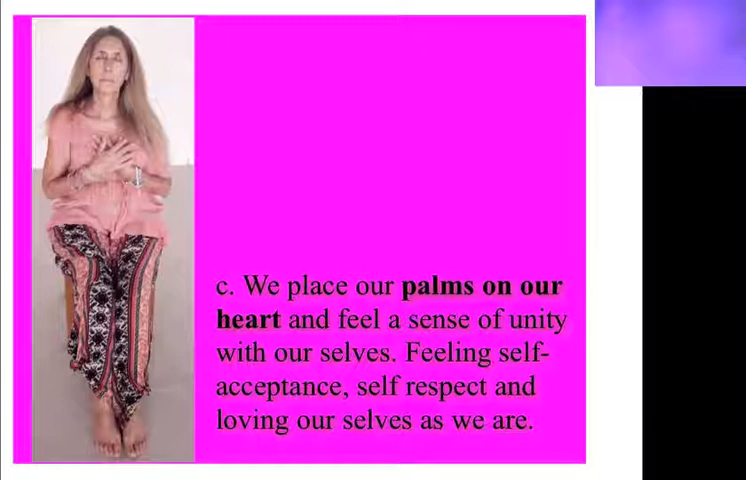 c. We place our palms on our
heart and feel a sense of unity
with our selves. Feeling self-
acceptance, self respect and
loving our selves as we are.